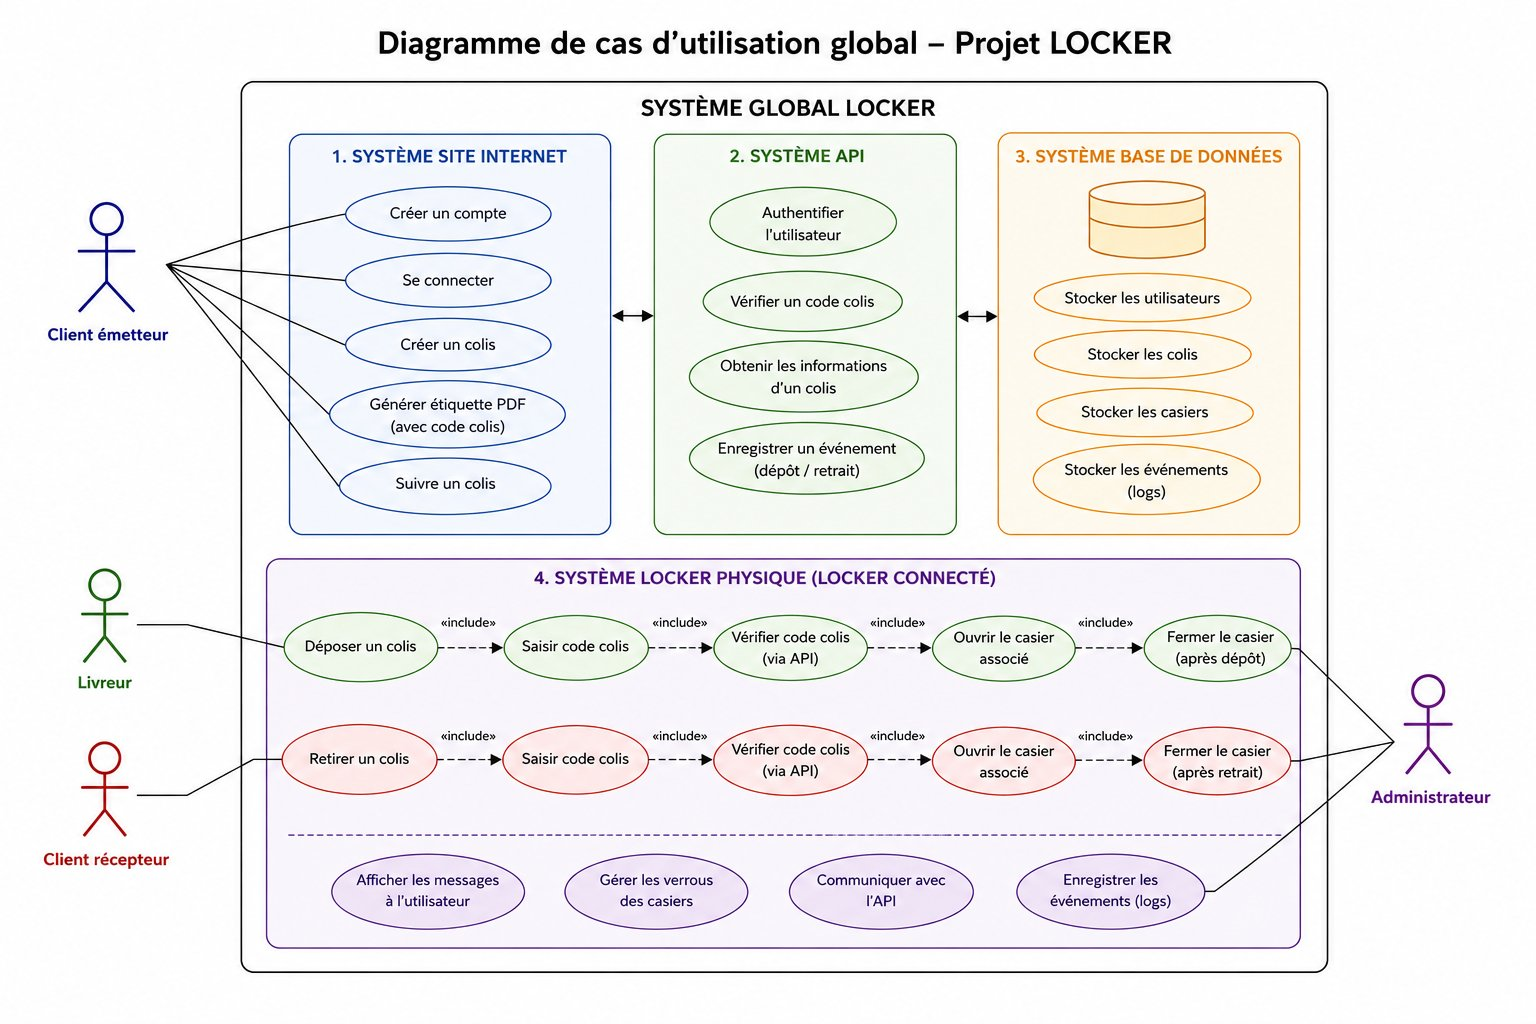 Diagramme de cas d’utilisation global – Projet LOCKER
SYSTÈME GLOBAL LOCKER
1. SYSTÈME SITE INTERNET
Créer un compte
Se connecter
Créer un colis
Générer étiquette PDF
(avec code colis)
Suivre un colis
2. SYSTÈME API
Authentifier
l’utilisateur
Vérifier un code colis
Obtenir les informations
d’un colis
Enregistrer un événement
(dépôt / retrait)
3. SYSTÈME BASE DE DONNÉES
Stocker les utilisateurs
Stocker les colis
Stocker les casiers
Stocker les événements
(logs)
Client émetteur
4. SYSTÈME LOCKER PHYSIQUE (LOCKER CONNECTÉ)
Livreur
Déposer un colis
«include»
Saisir code colis
«include»
Vérifier code colis
(via API)
«include»
Ouvrir le casier
associé
«include»
Fermer le casier
(après dépôt)
Client récepteur
Retirer un colis
«include»
Saisir code colis
«include»
Vérifier code colis
(via API)
«include»
Ouvrir le casier
associé
«include»
Fermer le casier
(après retrait)
Administrateur
Afficher les messages
à l’utilisateur
Gérer les verrous
des casiers
Communiquer avec
l’API
Enregistrer les
événements (logs)